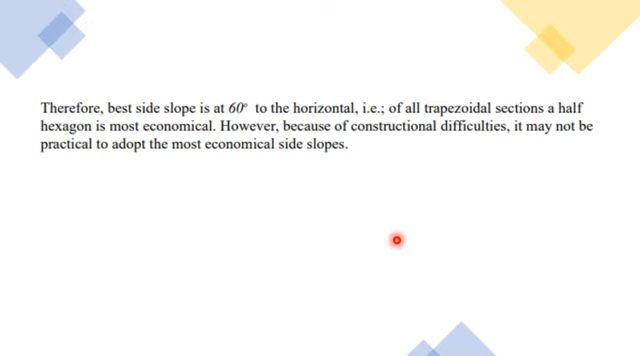 Therefore, best side slope is at 60° to the horizontal, i.e.; of all trapezoidal sections a half
hexagon is most economical. However, because of constructional difficulties, it may not be
practical to adopt the most economical side slopes.